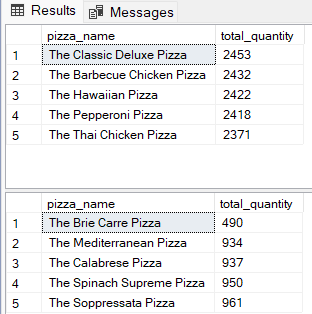 Results Messages
pizza_name total_quantity
1 The Classic Deluxe Pizza 2453
2 The Barbecue Chicken Pizza 2432
3 The Hawaiian Pizza 2422
4 The Pepperoni Pizza 2418
5 The Thai Chicken Pizza 2371
pizza_name total_quantity
1 The Brie Carre Pizza 490
2 The Mediterranean Pizza 934
3 The Calabrese Pizza 937
4 The Spinach Supreme Pizza 950
5 The Soppressata Pizza 961